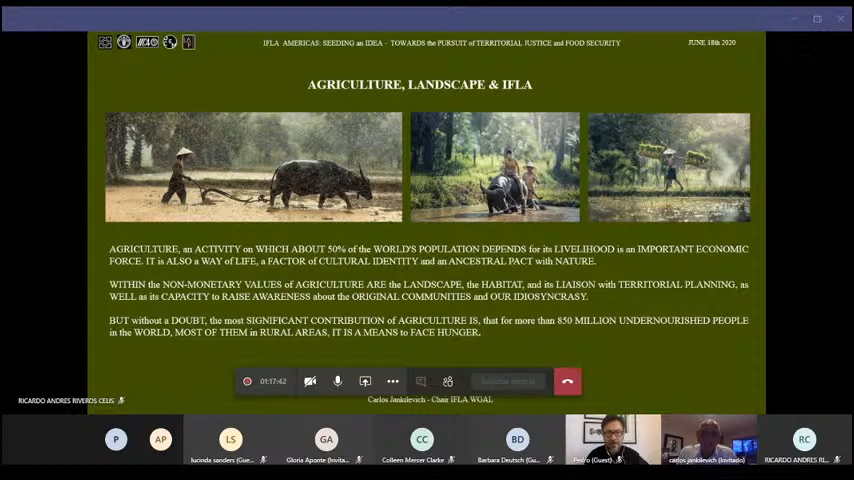 IICA
IFLA AMERICAS: SEEDING an IDEA - TOWARDS the PURSUIT of TERRITORIAL JUSTICE and FOOD SECURITY
JUNE 18th 2020
AGRICULTURE, LANDSCAPE & IFLA
AGRICULTURE, an ACTIVITY on WHICH ABOUT 50% of the WORLD'S POPULATION DEPENDS for its LIVELIHOOD is an IMPORTANT ECONOMIC
FORCE. IT is ALSO a WAY of LIFE, a FACTOR of CULTURAL IDENTITY and an ANCESTRAL PACT with NATURE.
WITHIN the NON-MONETARY VALUES of AGRICULTURE ARE the LANDSCAPE, the HABITAT, and its LIAISON with TERRITORIAL PLANNING, as
WELL as its CAPACITY to RAISE AWARENESS about the ORIGINAL COMMUNITIES and OUR IDIOSYNCRASY.
BUT without a DOUBT, the most SIGNIFICANT CONTRIBUTION of AGRICULTURE IS, that for more than 850 MILLION UNDERNOURISHED PEOPLE
in the WORLD, MOST OF THEM in RURAL AREAS, IT IS A MEANS to FACE HUNGER.
01:17:42
Solicitar control
Carlos Jankilevich - Chair IFLA WGAL
RICARDO ANDRES RIVEROS CELIS
P
AP
LS
GA
CC
BD
RC
lucinda sanders (Gue...
Gloria Aponte (Invita...
Colleen Mercer Clarke
Barbara Deutsch (Gu...
Pedro (Guest)
carlos jankilevich (Invitado)
RICARDO ANDRES RI...